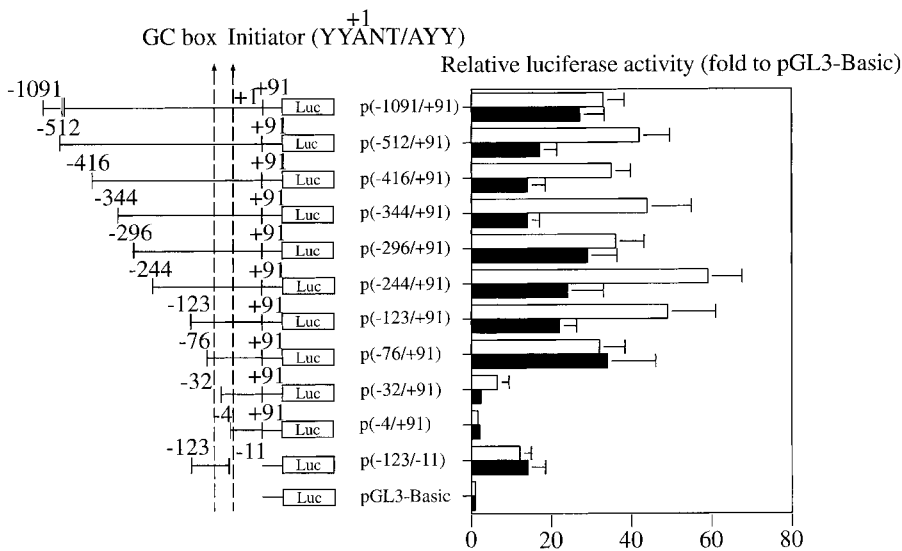 +1
GC box Initiator (YYANT/AYY)
Relative luciferase activity (fold to pGL3-Basic)
-1091 +1 +91 Luc p(-1091/+91)
-512 +91 Luc p(-512/+91)
-416 +91 Luc p(-416/+91)
-344 +91 Luc p(-344/+91)
-296 +91 Luc p(-296/+91)
-244 +91 Luc p(-244/+91)
-123 +91 Luc p(-123/+91)
-76 +91 Luc p(-76/+91)
-32 +91 Luc p(-32/+91)
-4 +91 Luc p(-4/+91)
-123 -11 Luc p(-123/-11)
Luc pGL3-Basic
0 20 40 60 80